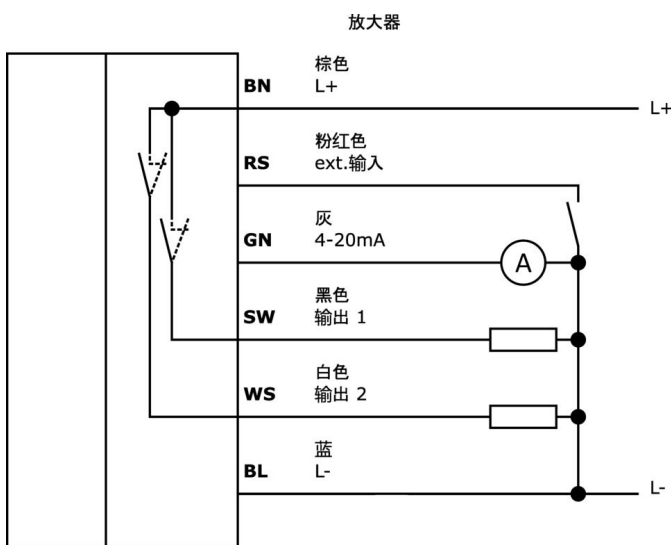 放大器
棕色
BN L+
L+
粉红色
RS ext.输入
灰
GN 4-20mA
A
黑色
SW 输出 1
白色
WS 输出 2
蓝
BL L-
L-